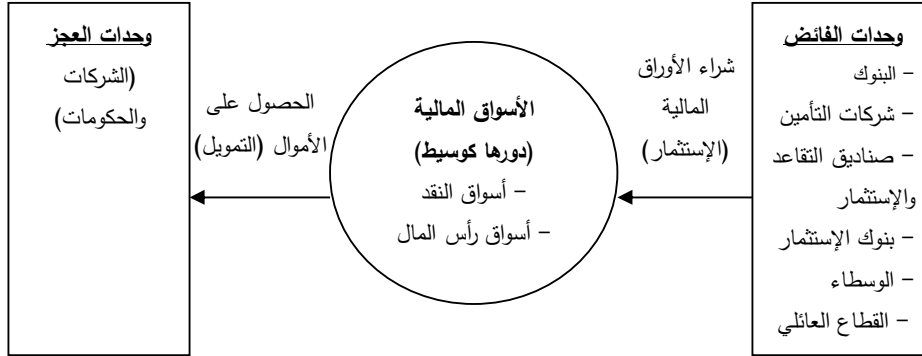 وحدات الفائض
– البنوك
– شركات التأمين
– صناديق التقاعد
والإستثمار
– بنوك الإستثمار
– الوسطاء
– القطاع العائلي
شراء الأوراق
المالية
(الإستثمار)
الأسواق المالية
(دورها كوسيط)
– أسواق النقد
– أسواق رأس المال
الحصول على
الأموال (التمويل)
وحدات العجز
(الشركات
والحكومات)